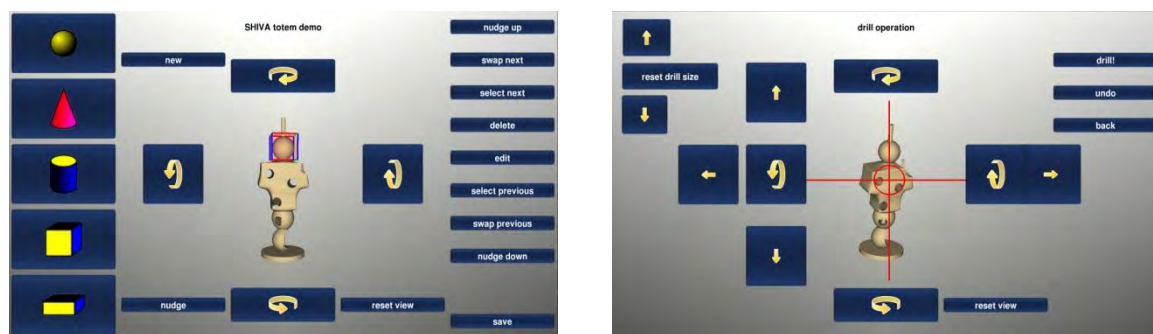 SHIVA totem demo
nudge up
new
swap next
select next
delete
edit
select previous
swap previous
nudge down
nudge
reset view
save
drill operation
reset drill size
drill!
undo
back
reset view